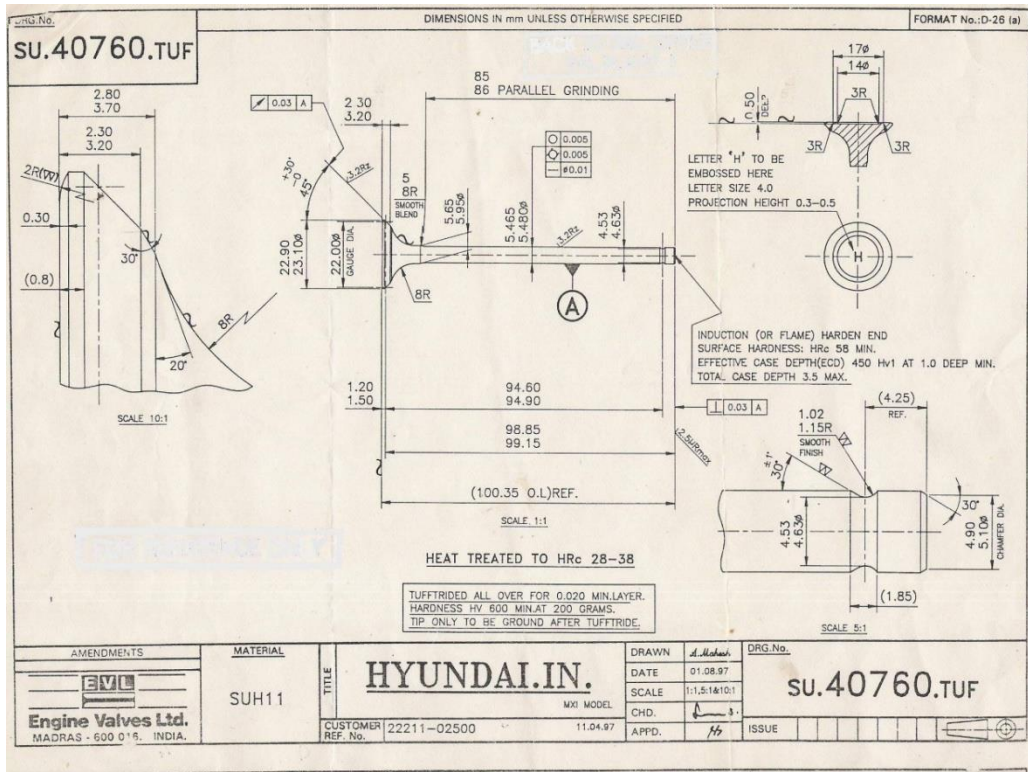 DRG.No.
SU.40760.TUF
DIMENSIONS IN mm UNLESS OTHERWISE SPECIFIED
FORMAT No.:D-26 (a)
2.80
3.70
2.30
3.20
2R(W)
0.30
(0.8)
30°
20°
8R
SCALE 10:1
0.03 A
2 30
3.20
85
86 PARALLEL GRINDING
+30'
-0
45°
3.2Rz
5
8R
SMOOTH
BLEND
5.65
5.95ø
0.005
0.005
ø0.01
5.465
5.480ø
3.2Rz
4.53
4.63ø
22.90
23.10ø
22.00ø
GAUGE DIA.
8R
A
1.20
1.50
94.60
94.90
98.85
99.15
(100.35 O.L)REF.
SCALE 1:1
0.03 A
2.5µRmax
17ø
14ø
3R
3R
3R
0.50
DEEP
LETTER "H" TO BE
EMBOSSED HERE
LETTER SIZE 4.0
PROJECTION HEIGHT 0.3-0.5
H
INDUCTION (OR FLAME) HARDEN END
SURFACE HARDNESS: HRc 58 MIN.
EFFECTIVE CASE DEPTH(ECD) 450 Hv1 AT 1.0 DEEP MIN.
TOTAL CASE DEPTH 3.5 MAX.
(4.25)
REF.
1.02
1.15R
SMOOTH
FINISH
30° ±1°
4.53
4.63ø
30°
4.90
5.10ø
CHAMFER DIA.
(1.85)
SCALE 5:1
HEAT TREATED TO HRc 28-38
TUFFTRIDED ALL OVER FOR 0.020 MIN.LAYER.
HARDNESS HV 600 MIN.AT 200 GRAMS.
TIP ONLY TO BE GROUND AFTER TUFFTRIDE.
AMENDMENTS
EVL
Engine Valves Ltd.
MADRAS - 600 016. INDIA.
MATERIAL
SUH11
TITLE
HYUNDAI.IN.
MXI MODEL
CUSTOMER
REF. No.
22211-02500
11.04.97
DRAWN
DATE
01.08.97
SCALE
1:1,5:1&10:1
CHD.
APPD.
DRG.No.
SU.40760.TUF
ISSUE